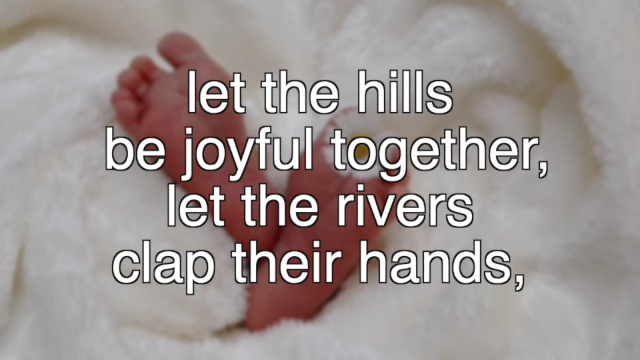 let the hills
be joyful together,
let the rivers
clap their hands,